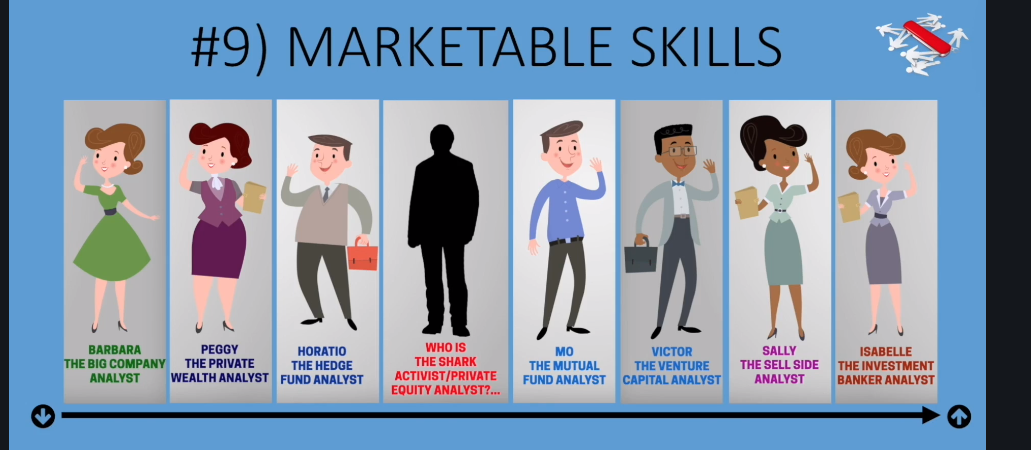 #9) MARKETABLE SKILLS
BARBARA
THE BIG COMPANY
ANALYST
PEGGY
THE PRIVATE
WEALTH ANALYST
HORATIO
THE HEDGE
FUND ANALYST
WHO IS
THE SHARK
ACTIVIST/PRIVATE
EQUITY ANALYST?...
MO
THE MUTUAL
FUND ANALYST
VICTOR
THE VENTURE
CAPITAL ANALYST
SALLY
THE SELL SIDE
ANALYST
ISABELLE
THE INVESTMENT
BANKER ANALYST